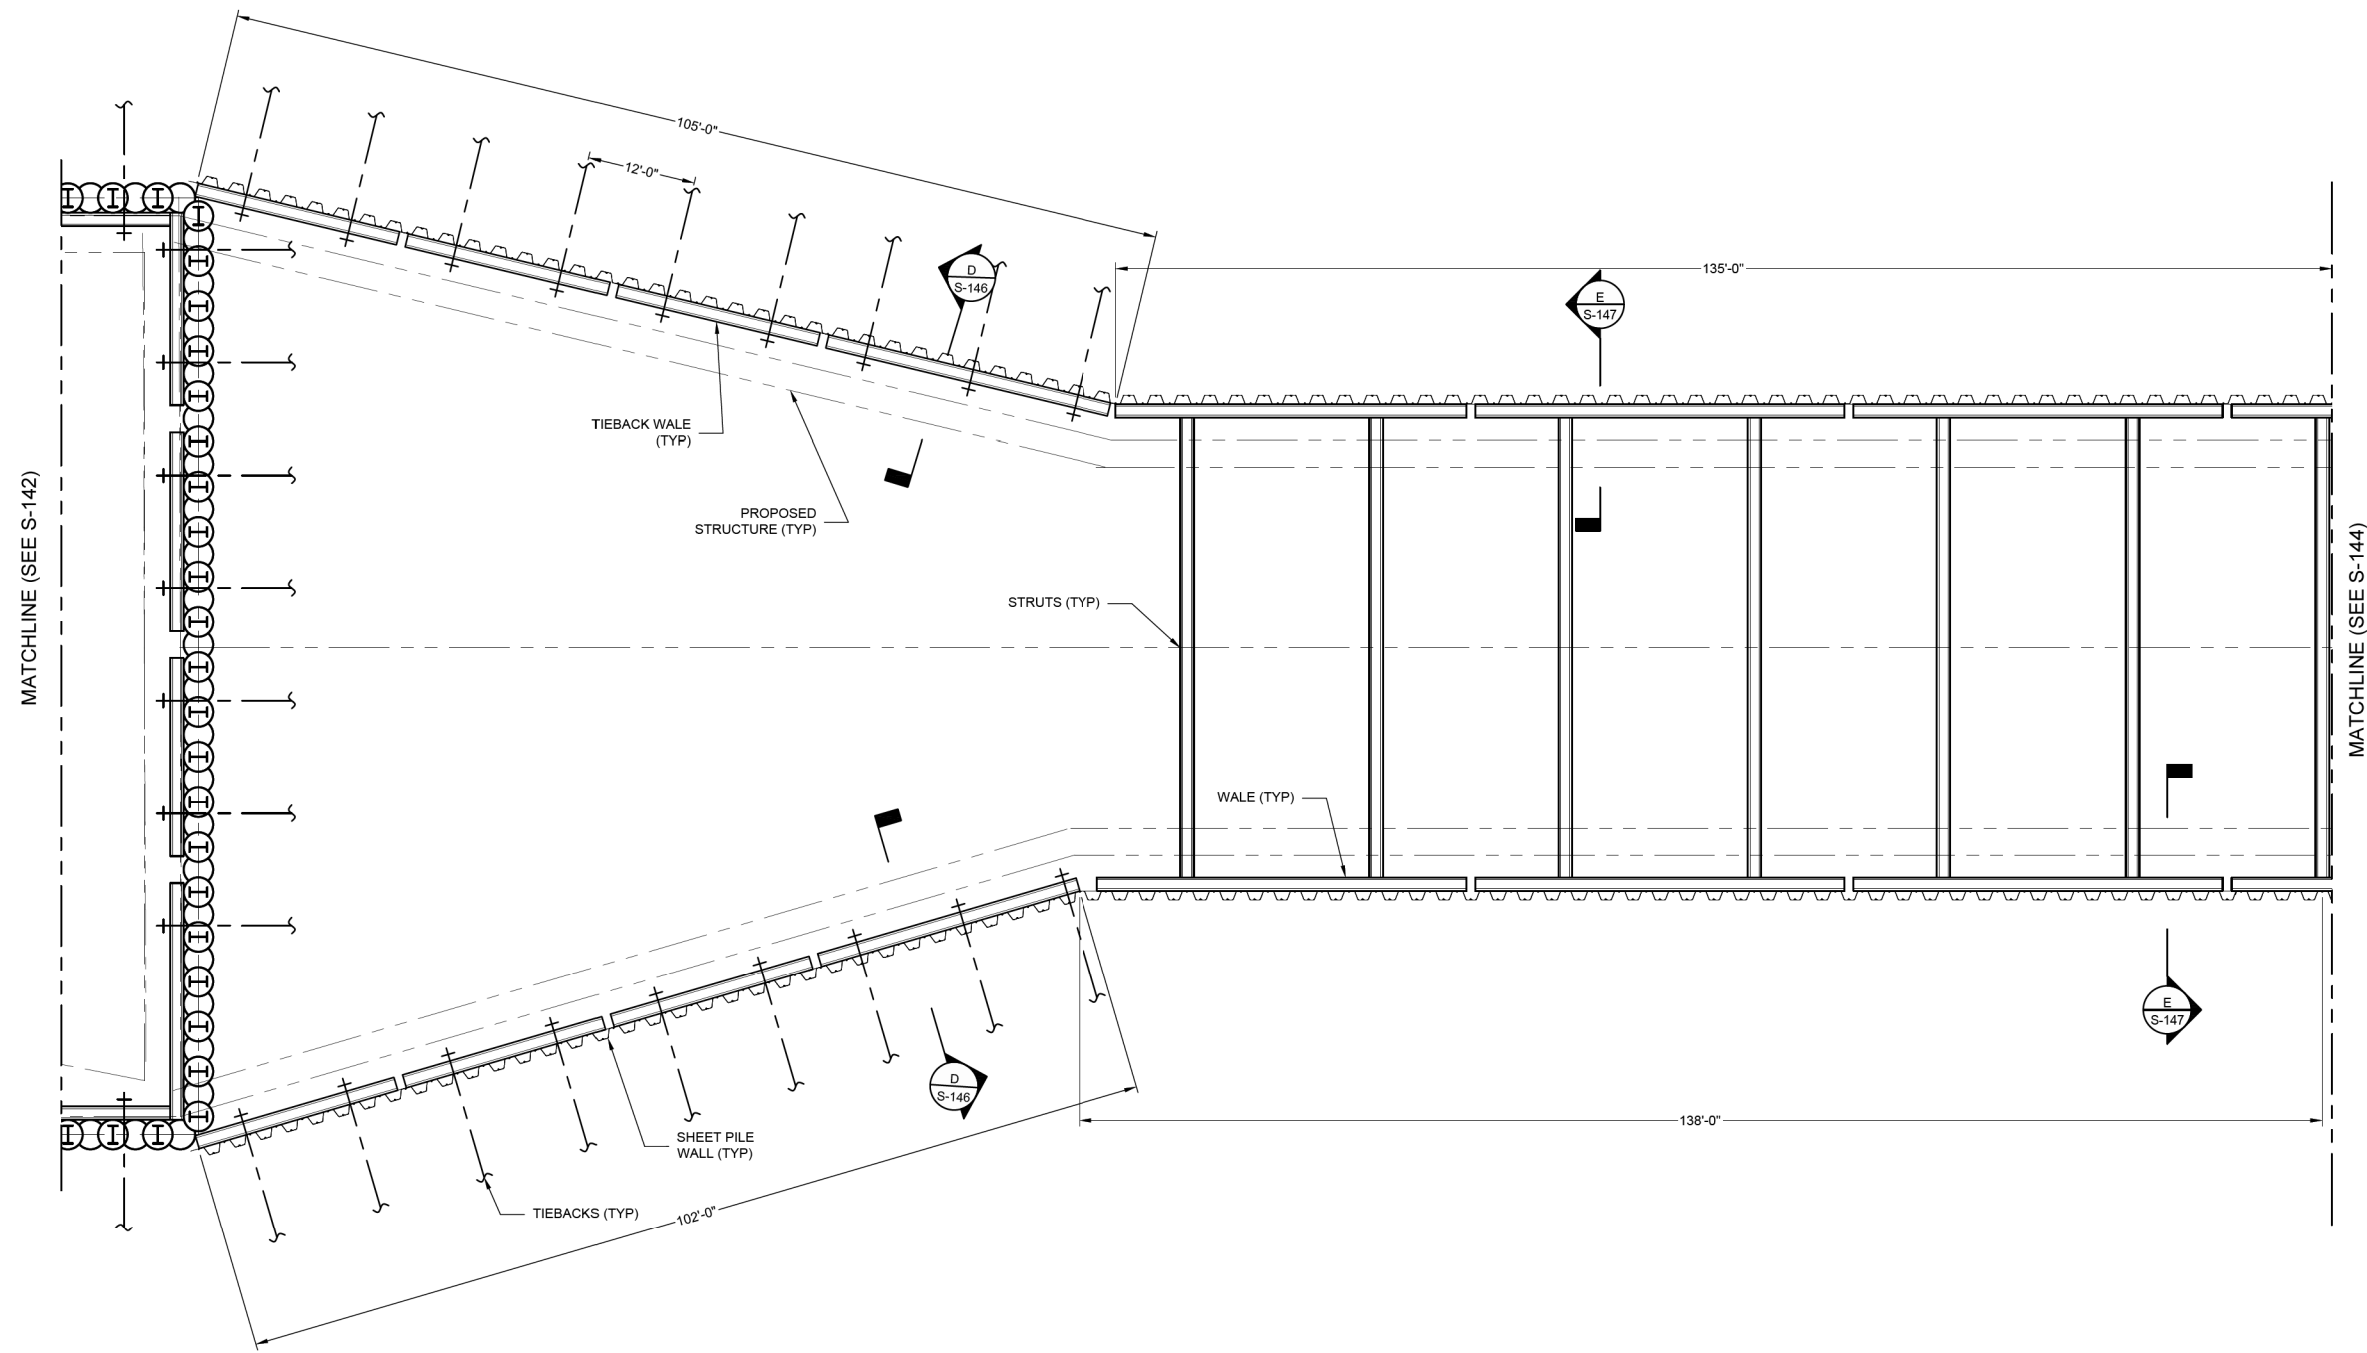 105'-0"
12'-0"
D
S-146
135'-0"
E
S-147
TIEBACK WALE
(TYP)
PROPOSED
STRUCTURE (TYP)
MATCHLINE (SEE S-142)
MATCHLINE (SEE S-144)
STRUTS (TYP)
WALE (TYP)
E
S-147
D
S-146
138'-0"
SHEET PILE
WALL (TYP)
TIEBACKS (TYP)
102'-0"